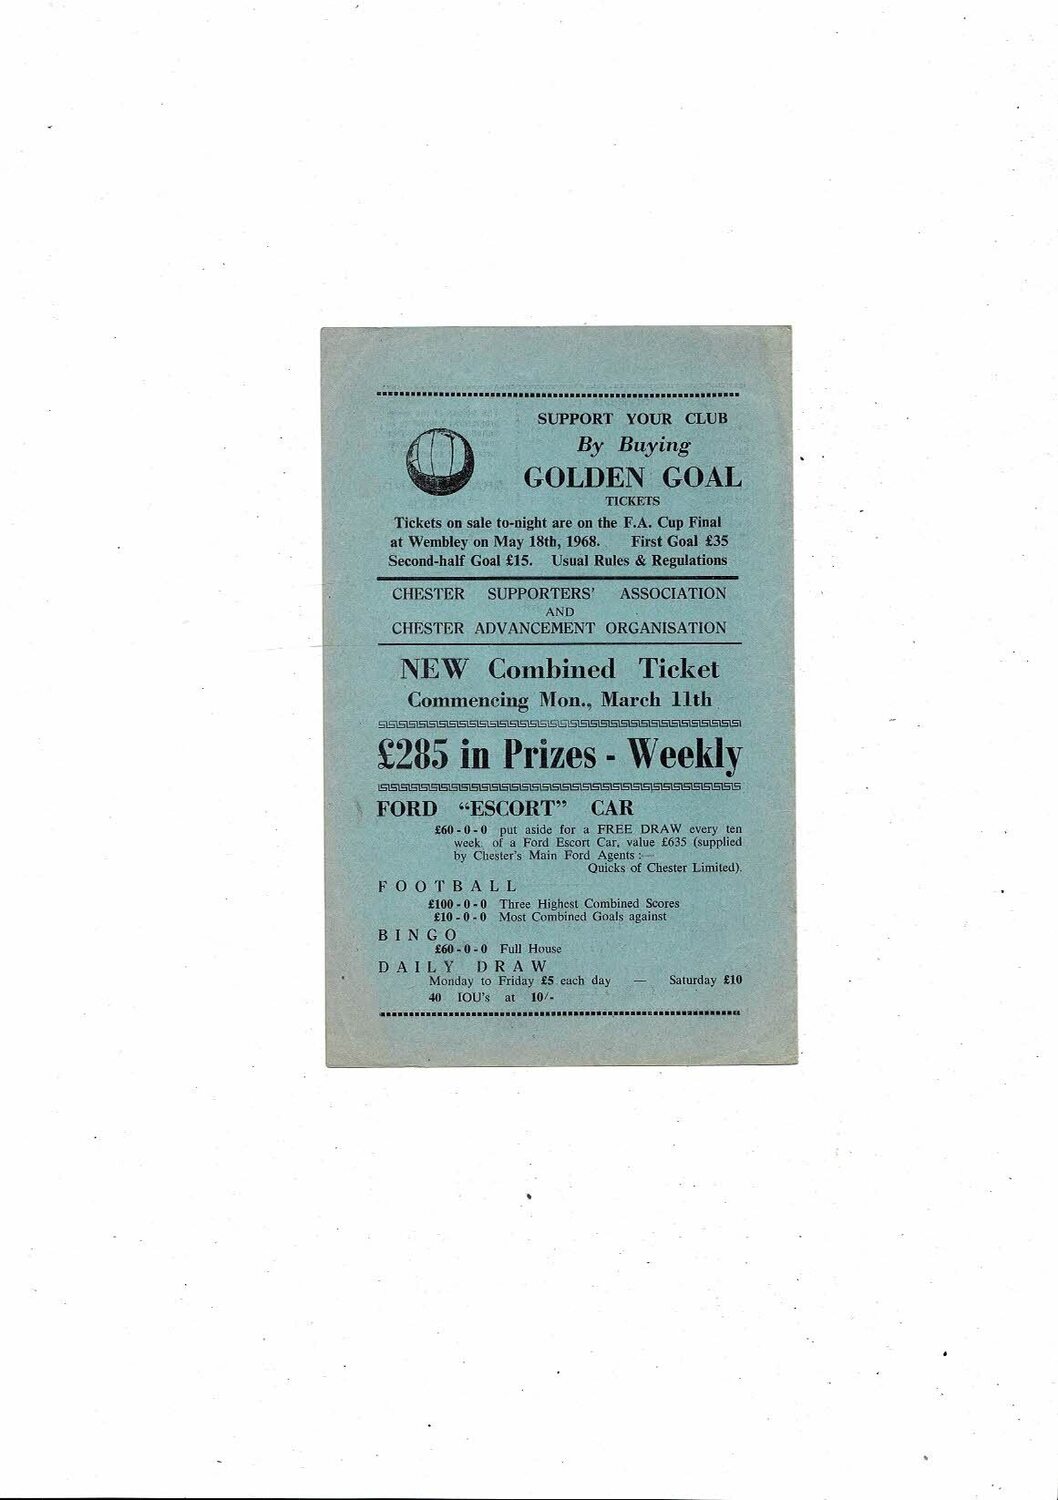 SUPPORT YOUR CLUB
By Buying
GOLDEN GOAL
TICKETS
Tickets on sale to-night are on the F.A. Cup Final
at Wembley on May 18th, 1968. First Goal £35
Second-half Goal £15. Usual Rules & Regulations
CHESTER SUPPORTERS' ASSOCIATION
AND
CHESTER ADVANCEMENT ORGANISATION
NEW Combined Ticket
Commencing Mon., March 11th
£285 in Prizes - Weekly
FORD "ESCORT" CAR
£60 - 0 - 0 put aside for a FREE DRAW every ten
week of a Ford Escort Car, value £635 (supplied
by Chester's Main Ford Agents :—
Quicks of Chester Limited).
FOOTBALL
£100 - 0 - 0 Three Highest Combined Scores
£10 - 0 - 0 Most Combined Goals against
BINGO
£60 - 0 - 0 Full House
DAILY DRAW
Monday to Friday £5 each day — Saturday £10
40 IOU's at 10/-